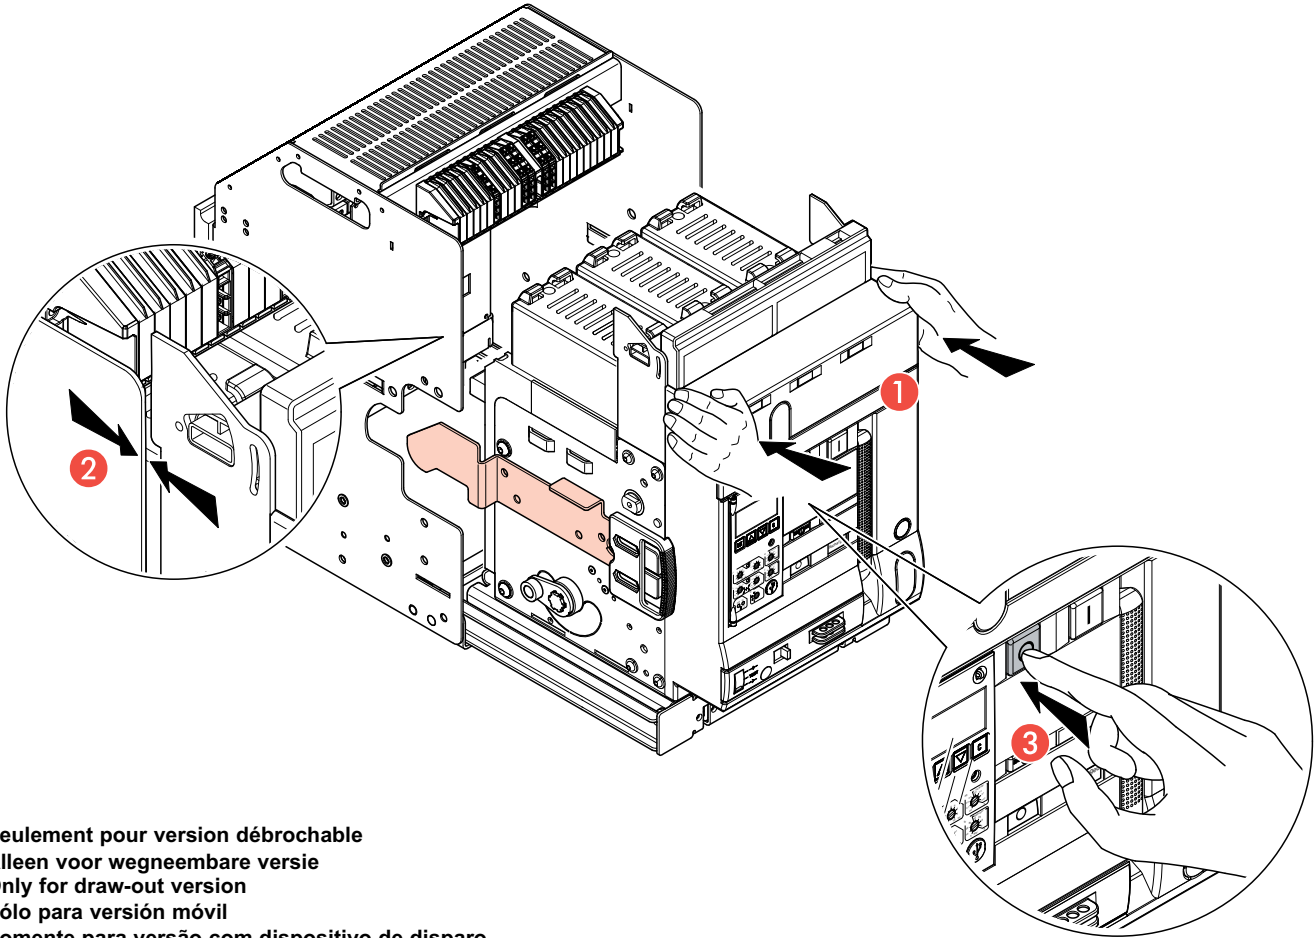 1
2
3
eulement pour version débrochable
lleen voor wegneembare versie
nly for draw-out version
ólo para versión móvil
omente para versão com dispositivo de disparo